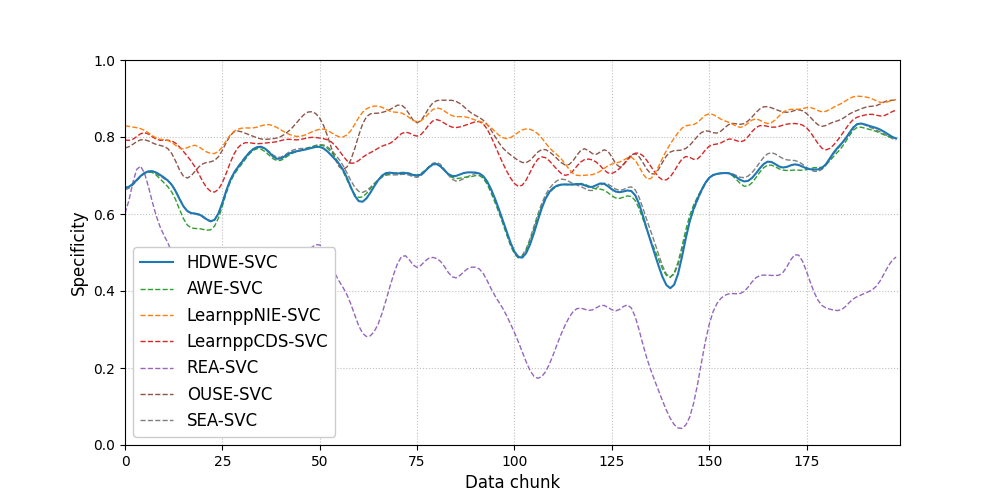 1.0
0.8
0.6
0.4
0.2
0.0
Specificity
HDWE-SVC
AWE-SVC
LearnppNIE-SVC
LearnppCDS-SVC
REA-SVC
OUSE-SVC
SEA-SVC
0 25 50 75 100 125 150 175
Data chunk